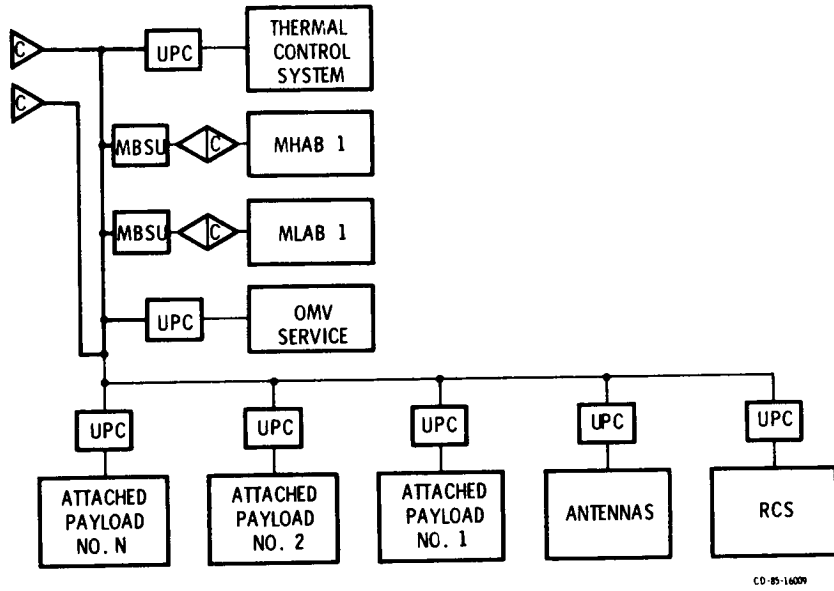 C
UPC
THERMAL
CONTROL
SYSTEM
C
MBSU
C
MHAB 1
MBSU
C
MLAB 1
UPC
OMV
SERVICE
UPC
UPC
UPC
UPC
UPC
ATTACHED
PAYLOAD
NO. N
ATTACHED
PAYLOAD
NO. 2
ATTACHED
PAYLOAD
NO. 1
ANTENNAS
RCS
CD-85-16009